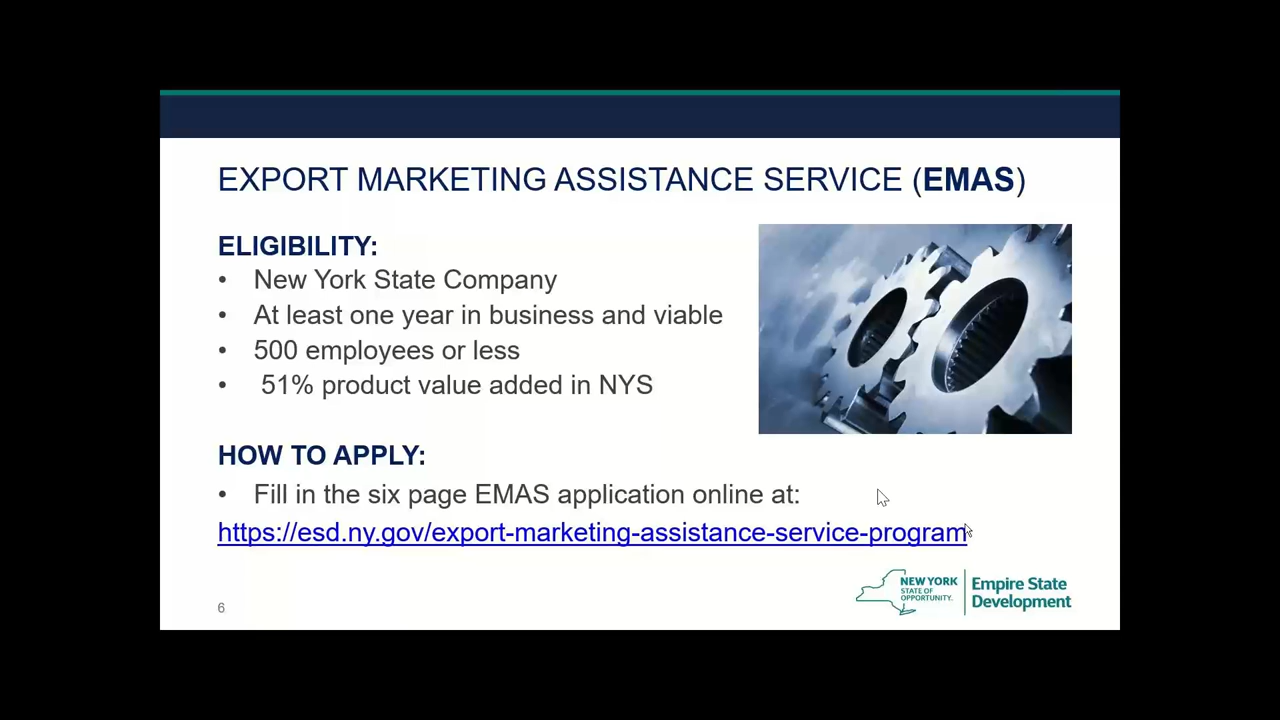 EXPORT MARKETING ASSISTANCE SERVICE (EMAS)
ELIGIBILITY:
• New York State Company
• At least one year in business and viable
• 500 employees or less
• 51% product value added in NYS
HOW TO APPLY:
• Fill in the six page EMAS application online at:
https://esd.ny.gov/export-marketing-assistance-service-program
6
NEW YORK
STATE OF
OPPORTUNITY.
Empire State
Development